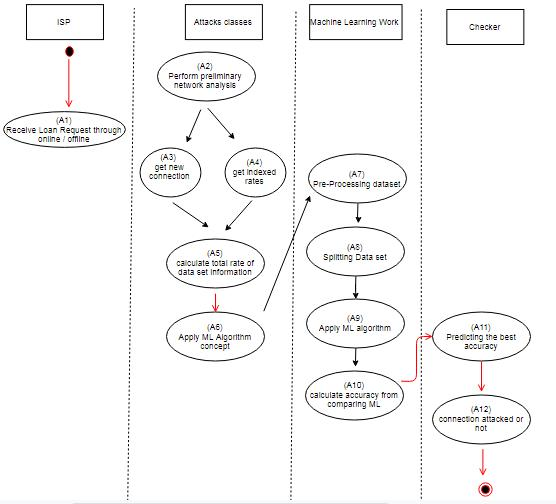 ISP
Attacks classes
Machine Learning Work
Checker
(A1)
Receive Loan Request through
online / offline
(A2)
Perform preliminary
network analysis
(A3)
get new
connection
(A4)
get indexed
rates
(A5)
calculate total rate of
data set information
(A6)
Apply ML Algorithm
concept
(A7)
Pre-Processing dataset
(A8)
Splitting Data set
(A9)
Apply ML algorithm
(A10)
calculate accuracy from
comparing ML
(A11)
Predicting the best
accuracy
(A12)
connection attacked or
not